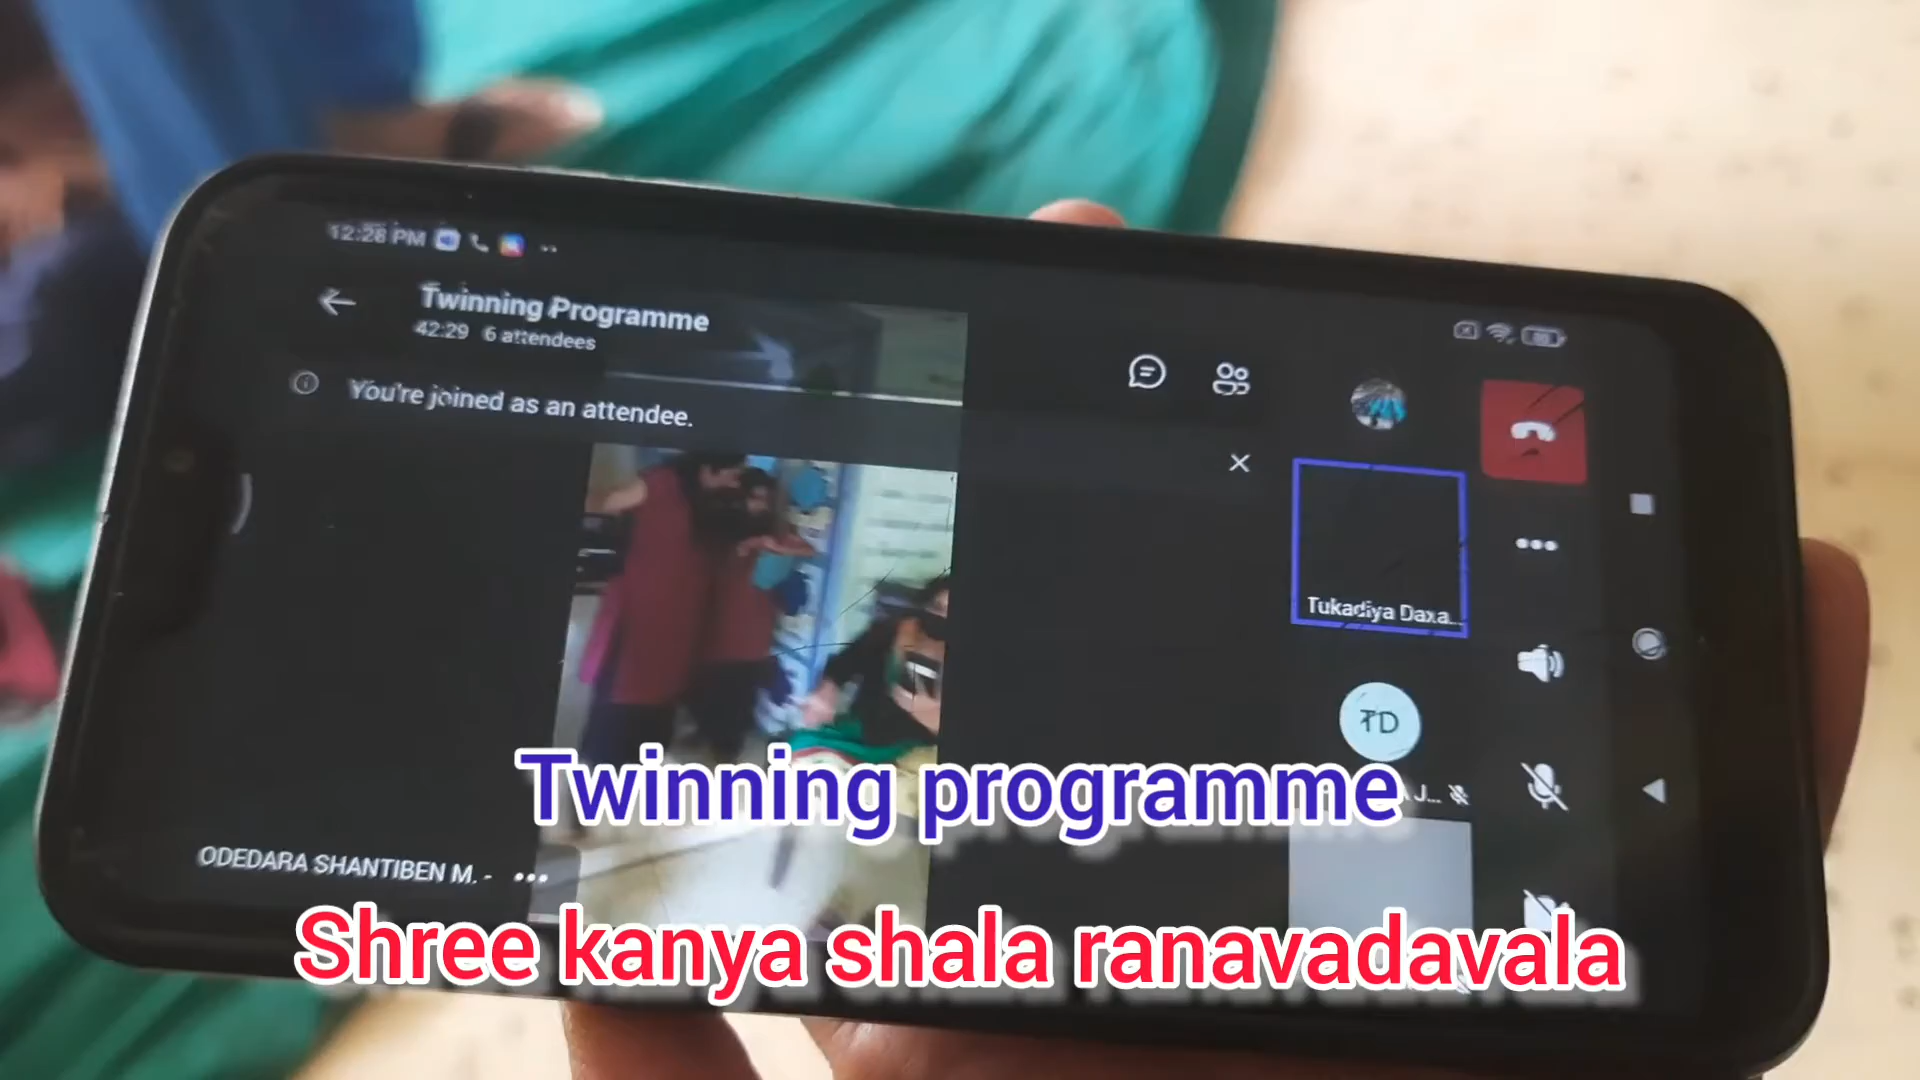 12:28 PM
Twinning Programme
42:29 6 attendees
You're joined as an attendee.
Tukadiya Daxa...
TD
J...
ODEDARA SHANTIBEN M. -
Twinning programme
Shree kanya shala ranavadavala